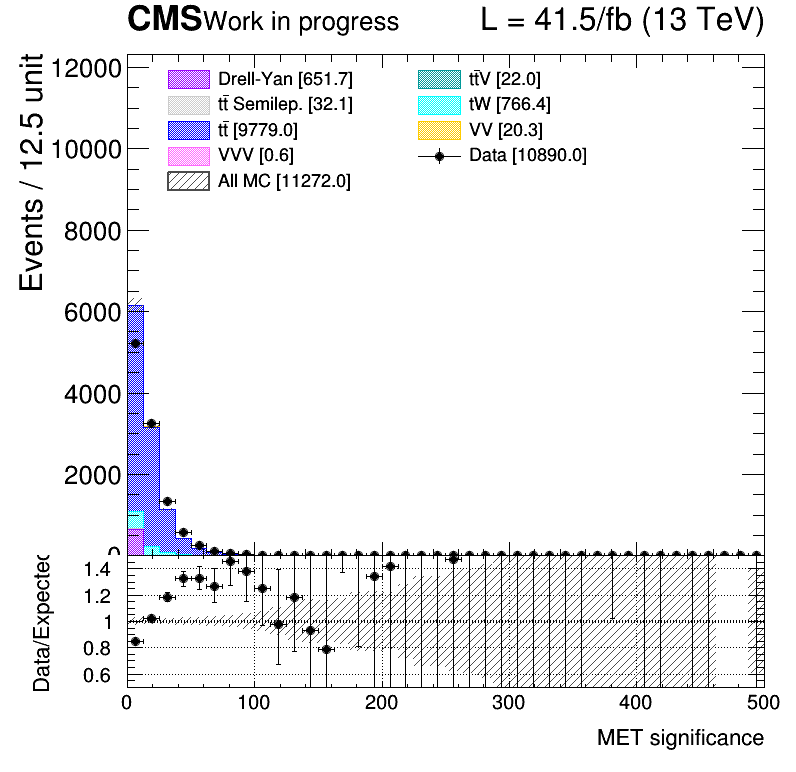 CMS Work in progress L = 41.5/fb (13 TeV)
Events / 12.5 unit
12000
10000
8000
6000
4000
2000
0
Drell-Yan [651.7]
tt̄ Semilep. [32.1]
tt̄ [9779.0]
VVV [0.6]
All MC [11272.0]
tt̄V [22.0]
tW [766.4]
VV [20.3]
Data [10890.0]
Data/Expected
1.4
1.2
1
0.8
0.6
0 100 200 300 400 500
MET significance